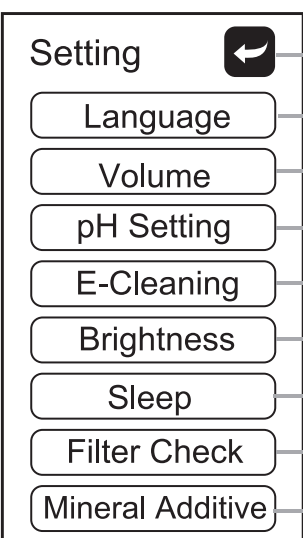 Setting
Language
Volume
pH Setting
E-Cleaning
Brightness
Sleep
Filter Check
Mineral Additive